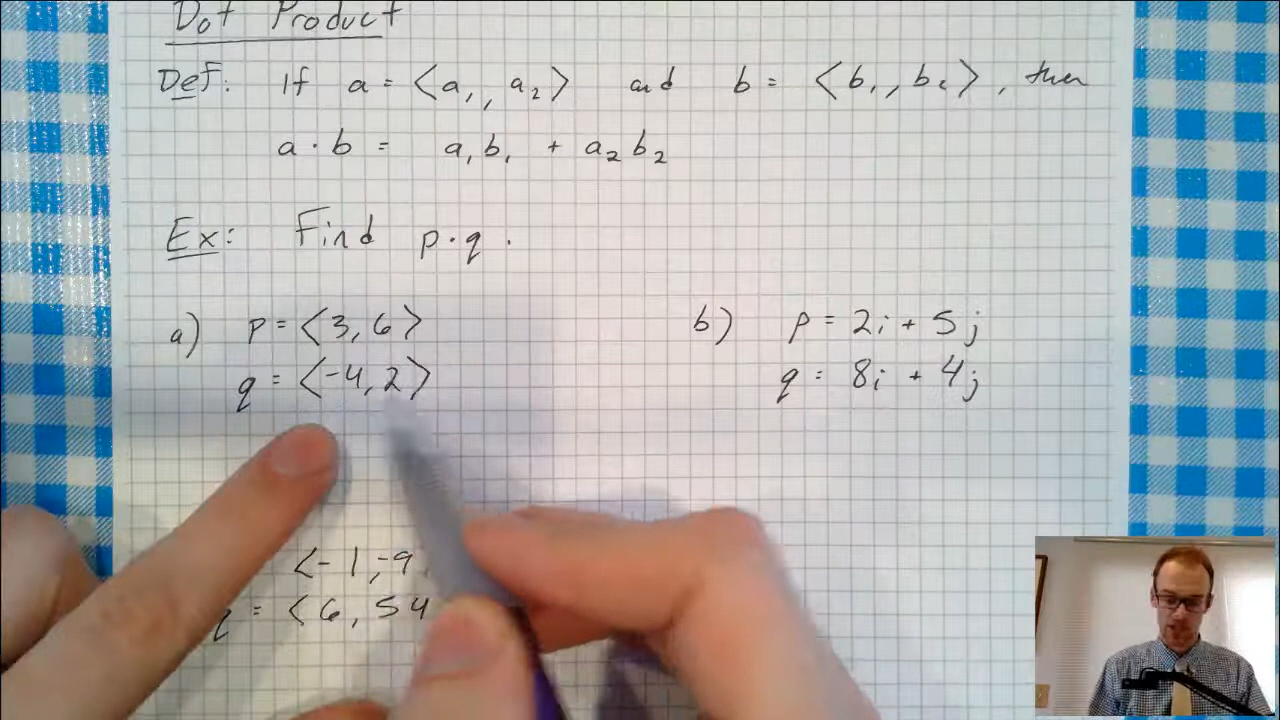 Dot Product
Def: If a = <a₁, a₂> and b = <b₁, b₂>, then
a · b = a₁b₁ + a₂b₂
Ex: Find p·q.
a) p = <3, 6>
q = <-4, 2>
b) p = 2i + 5j
q = 8i + 4j
<-1, -9
q = <6, 54